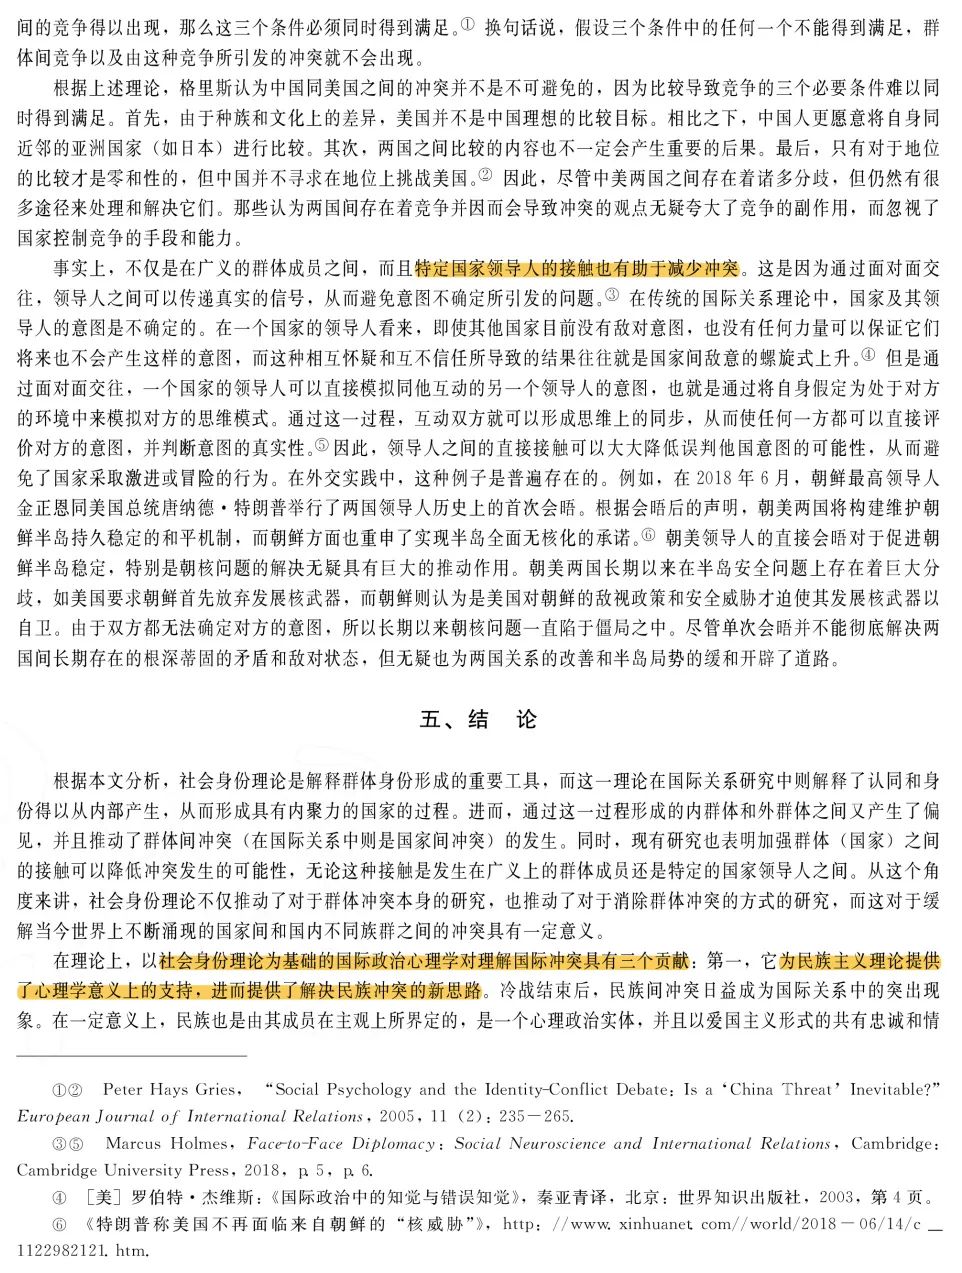 间的竞争得以出现，那么这三个条件必须同时得到满足。① 换句话说，假设三个条件中的任何一个不能得到满足，群
体间竞争以及由这种竞争所引发的冲突就不会出现。
根据上述理论，格里斯认为中国同美国之间的冲突并不是不可避免的，因为比较导致竞争的三个必要条件难以同
时得到满足。首先，由于种族和文化上的差异，美国并不是中国理想的比较目标。相比之下，中国人更愿意将自身同
近邻的亚洲国家（如日本）进行比较。其次，两国之间比较的内容也不一定会产生重要的后果。最后，只有对于地位
的比较才是零和性的，但中国并不寻求在地位上挑战美国。② 因此，尽管中美两国之间存在着诸多分歧，但仍然有很
多途径来处理和解决它们。那些认为两国间存在着竞争并因而会导致冲突的观点无疑夸大了竞争的副作用，而忽视了
国家控制竞争的手段和能力。
事实上，不仅是在广义的群体成员之间，而且特定国家领导人的接触也有助于减少冲突。这是因为通过面对面交
往，领导人之间可以传递真实的信号，从而避免意图不确定所引发的问题。③ 在传统的国际关系理论中，国家及其领
导人的意图是不确定的。在一个国家的领导人看来，即使其他国家目前没有敌对意图，也没有任何力量可以保证它们
将来也不会产生这样的意图，而这种相互怀疑和互不信任所导致的结果往往就是国家间敌意的螺旋式上升。④ 但是通
过面对面交往，一个国家的领导人可以直接模拟同他互动的另一个领导人的意图，也就是通过将自身假定为处于对方
的环境中来模拟对方的思维模式。通过这一过程，互动双方就可以形成思维上的同步，从而使任何一方都可以直接评
价对方的意图，并判断意图的真实性。⑤因此，领导人之间的直接接触可以大大降低误判他国意图的可能性，从而避
免了国家采取激进或冒险的行为。在外交实践中，这种例子是普遍存在的。例如，在 2018 年 6 月，朝鲜最高领导人
金正恩同美国总统唐纳德·特朗普举行了两国领导人历史上的首次会晤。根据会晤后的声明，朝美两国将构建维护朝
鲜半岛持久稳定的和平机制，而朝鲜方面也重申了实现半岛全面无核化的承诺。⑥ 朝美领导人的直接会晤对于促进朝
鲜半岛稳定，特别是朝核问题的解决无疑具有巨大的推动作用。朝美两国长期以来在半岛安全问题上存在着巨大分
歧，如美国要求朝鲜首先放弃发展核武器，而朝鲜则认为是美国对朝鲜的敌视政策和安全威胁才迫使其发展核武器以
自卫。由于双方都无法确定对方的意图，所以长期以来朝核问题一直陷于僵局之中。尽管单次会晤并不能彻底解决两
国间长期存在的根深蒂固的矛盾和敌对状态，但无疑也为两国关系的改善和半岛局势的缓和开辟了道路。
五、结　论
根据本文分析，社会身份理论是解释群体身份形成的重要工具，而这一理论在国际关系研究中则解释了认同和身
份得以从内部产生，从而形成具有内聚力的国家的过程。进而，通过这一过程形成的内群体和外群体之间又产生了偏
见，并且推动了群体间冲突（在国际关系中则是国家间冲突）的发生。同时，现有研究也表明加强群体（国家）之间
的接触可以降低冲突发生的可能性，无论这种接触是发生在广义上的群体成员还是特定的国家领导人之间。从这个角
度来讲，社会身份理论不仅推动了对于群体冲突本身的研究，也推动了对于消除群体冲突的方式的研究，而这对于缓
解当今世界上不断涌现的国家间和国内不同族群之间的冲突具有一定意义。
在理论上，以社会身份理论为基础的国际政治心理学对理解国际冲突具有三个贡献：第一，它为民族主义理论提供
了心理学意义上的支持，进而提供了解决民族冲突的新思路。冷战结束后，民族间冲突日益成为国际关系中的突出现
象。在一定意义上，民族也是由其成员在主观上所界定的，是一个心理政治实体，并且以爱国主义形式的共有忠诚和情
①② Peter Hays Gries， “Social Psychology and the Identity-Conflict Debate：Is a ‘China Threat’ Inevitable?”
European Journal of International Relations，2005，11（2）：235－265.
③⑤ Marcus Holmes，Face-to-Face Diplomacy：Social Neuroscience and International Relations，Cambridge：
Cambridge University Press，2018，p. 5，p. 6.
④ ［美］罗伯特·杰维斯：《国际政治中的知觉与错误知觉》，秦亚青译，北京：世界知识出版社，2003，第 4 页。
⑥ 《特朗普称美国不再面临来自朝鲜的“核威胁”》，http：//www. xinhuanet. com//world/2018－06/14/c_
1122982121. htm.